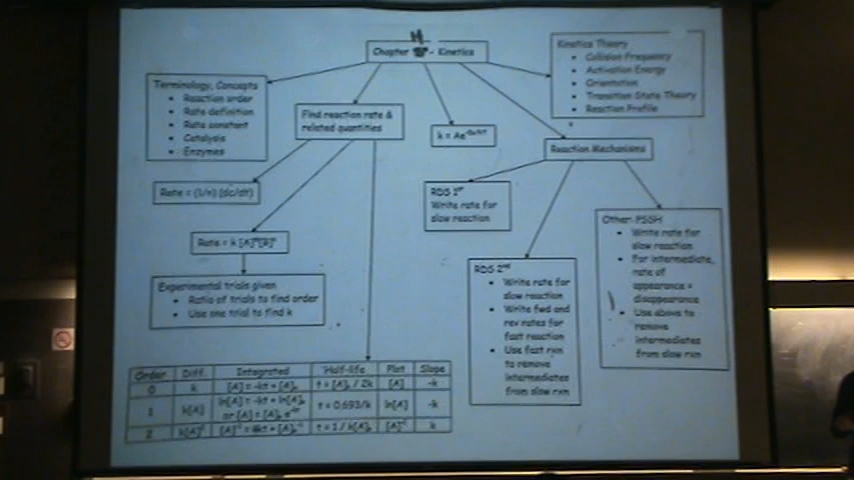 Chapter 14 - Kinetics
Kinetics Theory
• Collision Frequency
• Activation Energy
• Orientation
• Transition State Theory
• Reaction Profile
Terminology, Concepts
• Reaction order
• Rate definition
• Rate constant
• Catalysis
• Enzymes
Find reaction rate &
related quantities
k = Ae
Reaction Mechanisms
Rate = (1/n) (dc/dt)
RDS 1st
Write rate for
slow reaction
Other: PSSH
• Write rate for
slow reaction
• For intermediate,
rate of
appearance =
disappearance
• Use above to
remove
intermediates
from slow rxn
Rate = k [A]ᵐ[B]ⁿ
Experimental trials given
• Ratio of trials to find order
• Use one trial to find k
RDS 2nd
• Write rate for
slow reaction
• Write fwd and
rev rates for
fast reaction
• Use fast rxn
to remove
intermediates
from slow rxn
Order Diff. Integrated Half-life Plot Slope
0 k [A] = -kt + [A]₀ t = [A]₀ / 2k [A] -k
1 k[A] ln[A] = -kt + ln[A]₀ t = 0.693/k ln[A] -k
or [A] = [A]₀ e⁻ᵏᵗ
2 k[A]² [A]⁻¹ = kt + [A]₀⁻¹ t = 1 / k[A]₀ [A]⁻¹ k